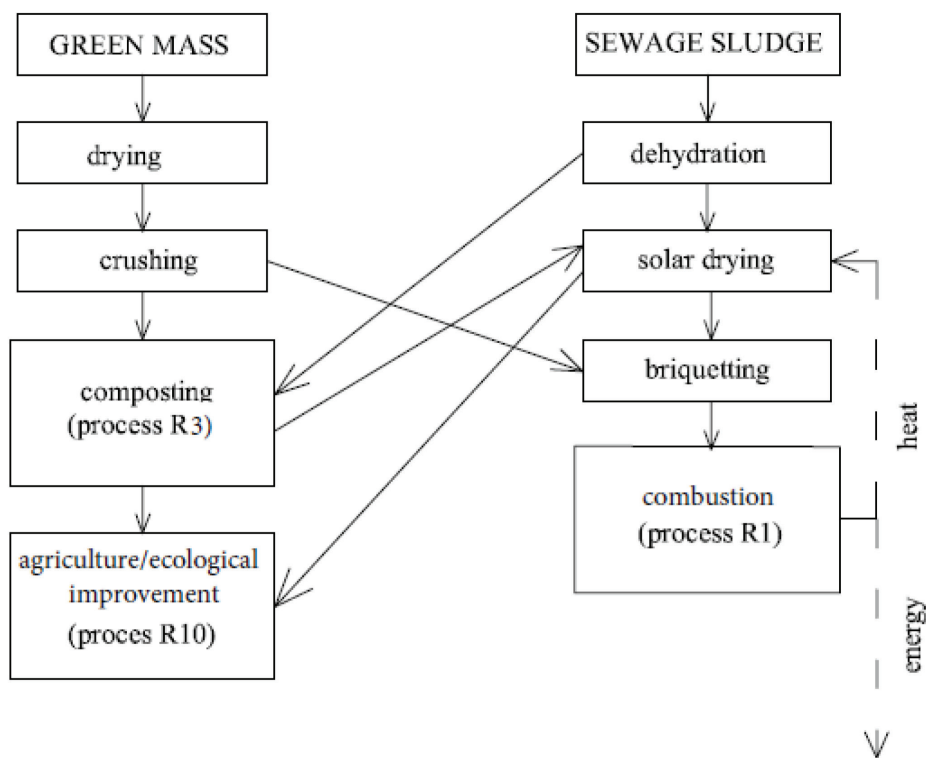 GREEN MASS
drying
crushing
composting
(process R3)
agriculture/ecological
improvement
(proces R10)
SEWAGE SLUDGE
dehydration
solar drying
briquetting
combustion
(process R1)
heat
energy